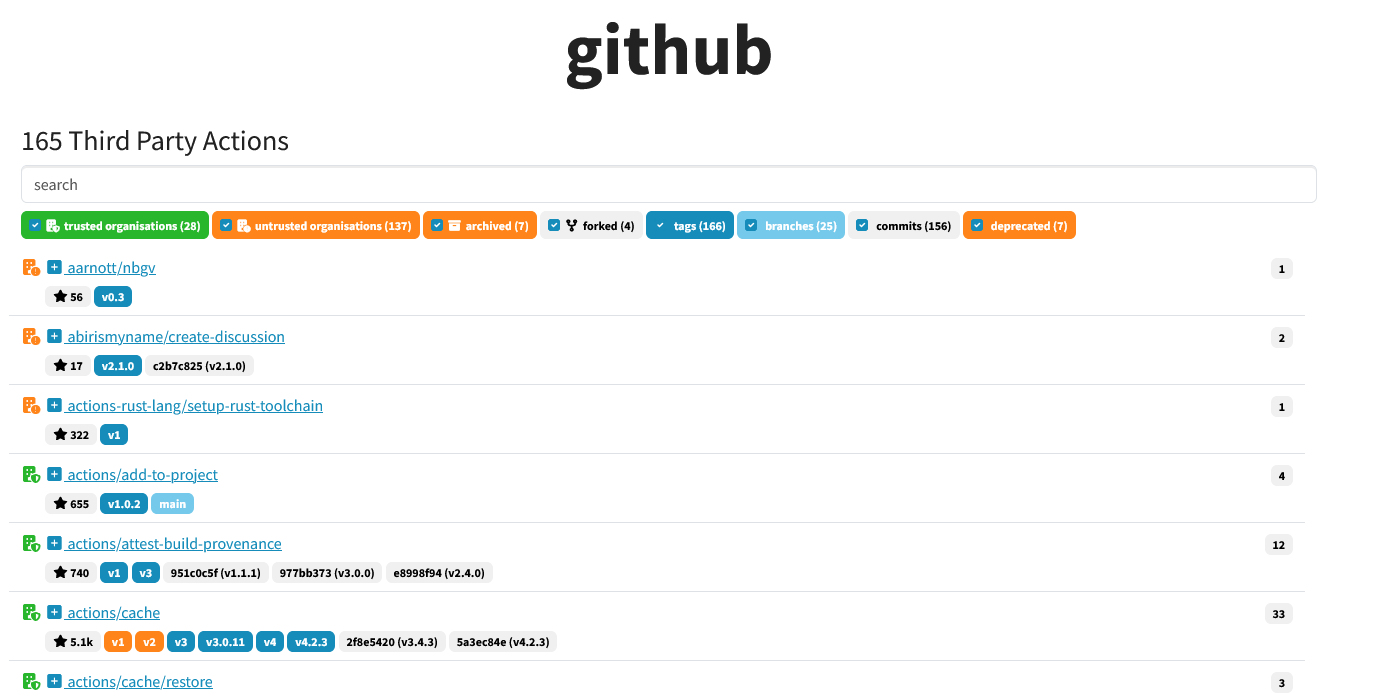 github
165 Third Party Actions
search
trusted organisations (28) untrusted organisations (137) archived (7) forked (4) tags (166) branches (25) commits (156) deprecated (7)
aarnott/nbgv 1
56 v0.3
abirismyname/create-discussion 2
17 v2.1.0 c2b7c825 (v2.1.0)
actions-rust-lang/setup-rust-toolchain 1
322 v1
actions/add-to-project 4
655 v1.0.2 main
actions/attest-build-provenance 12
740 v1 v3 951c0c5f (v1.1.1) 977bb373 (v3.0.0) e8998f94 (v2.4.0)
actions/cache 33
5.1k v1 v2 v3 v3.0.11 v4 v4.2.3 2f8e5420 (v3.4.3) 5a3ec84e (v4.2.3)
actions/cache/restore 3